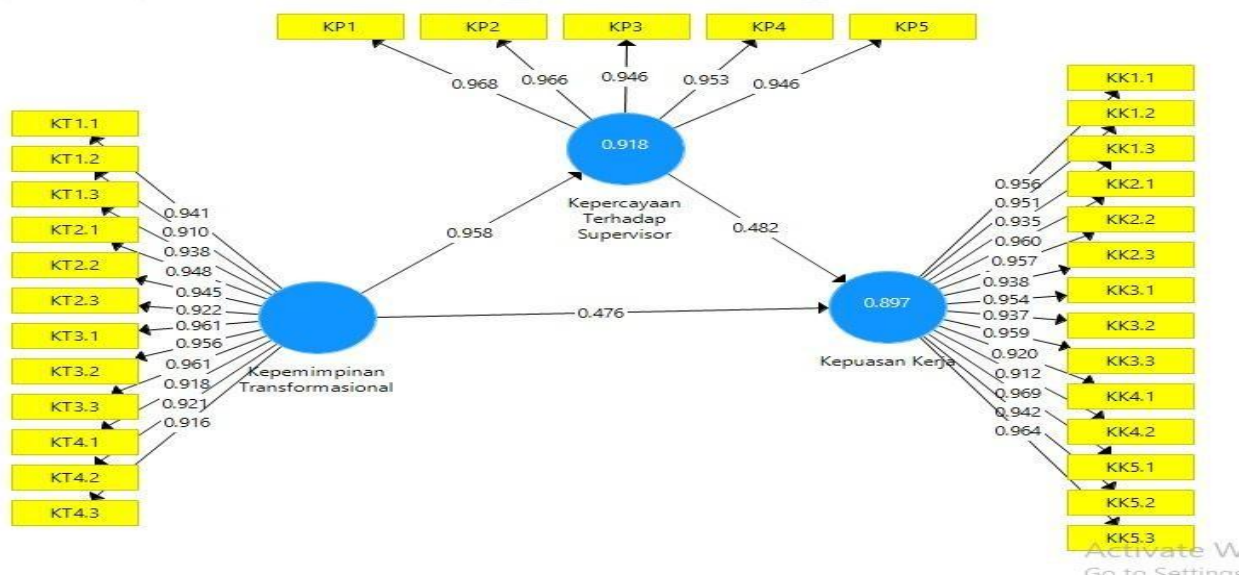 KP1
KP2
KP3
KP4
KP5
0.968
0.966
0.946
0.953
0.946
KT1.1
KT1.2
KT1.3
KT2.1
KT2.2
KT2.3
KT3.1
KT3.2
KT3.3
KT4.1
KT4.2
KT4.3
0.941
0.910
0.938
0.948
0.945
0.922
0.961
0.956
0.961
0.918
0.921
0.916
Kepemimpinan
Transformasional
0.958
0.918
Kepercayaan
Terhadap
Supervisor
0.482
0.476
0.897
Kepuasan Kerja
0.956
0.951
0.935
0.960
0.957
0.938
0.954
0.937
0.959
0.920
0.912
0.969
0.942
0.964
KK1.1
KK1.2
KK1.3
KK2.1
KK2.2
KK2.3
KK3.1
KK3.2
KK3.3
KK4.1
KK4.2
KK5.1
KK5.2
KK5.3
Activate W
Go to Settings